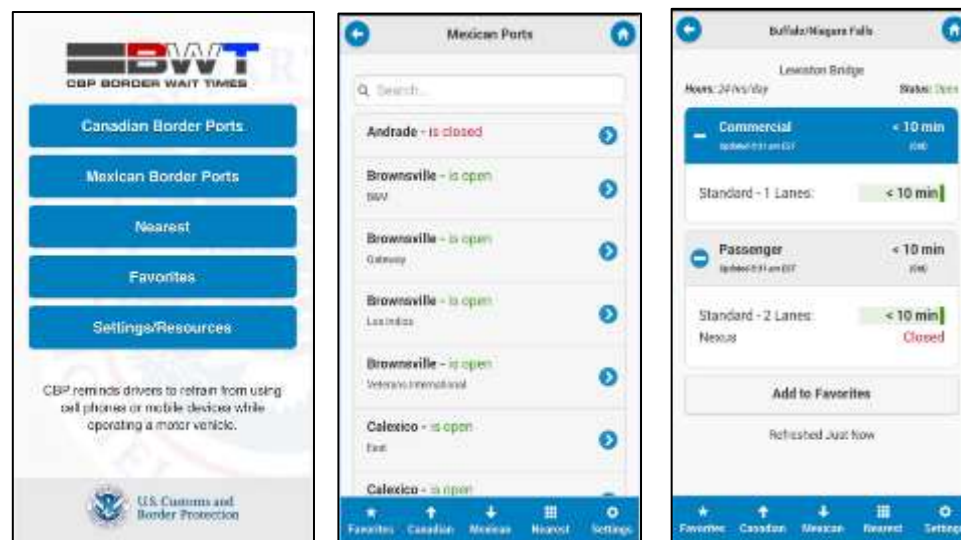 BWT
CBP BORDER WAIT TIMES
Canadian Border Ports
Mexican Border Ports
Nearest
Favorites
Settings/Resources
CBP reminds drivers to refrain from using
cell phones or mobile devices while
operating a motor vehicle.
U.S. Customs and
Border Protection
Mexican Ports
Search...
Andrade - is closed
Brownsville - is open
B&M
Brownsville - is open
Gateway
Brownsville - is open
Los Indios
Brownsville - is open
Veterans International
Calexico - is open
East
Calexico - is open
Favorites Canadian Mexican Nearest Settings
Buffalo/Niagara Falls
Lewiston Bridge
Hours: 24 hrs/day Status: Open
Commercial < 10 min
Standard - 1 Lanes: < 10 min
Passenger < 10 min
Standard - 2 Lanes: < 10 min
Nexus Closed
Add to Favorites
Refreshed Just Now
Favorites Canadian Mexican Nearest Settings